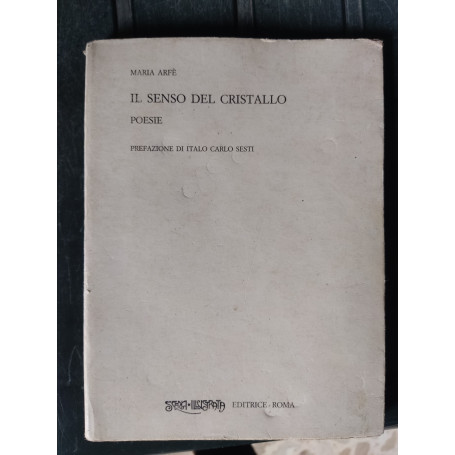 MARIA ARFÈ
IL SENSO DEL CRISTALLO
POESIE
PREFAZIONE DI ITALO CARLO SESTI
EDITRICE · ROMA